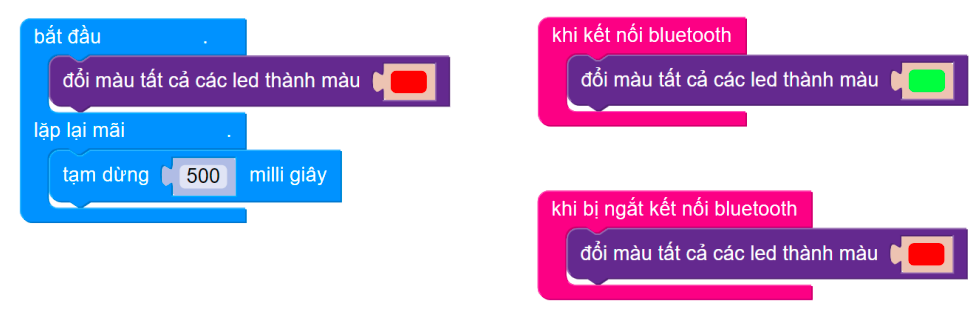 bắt đầu .
đổi màu tất cả các led thành màu
lặp lại mãi .
tạm dừng 500 milli giây
khi kết nối bluetooth
đổi màu tất cả các led thành màu
khi bị ngắt kết nối bluetooth
đổi màu tất cả các led thành màu